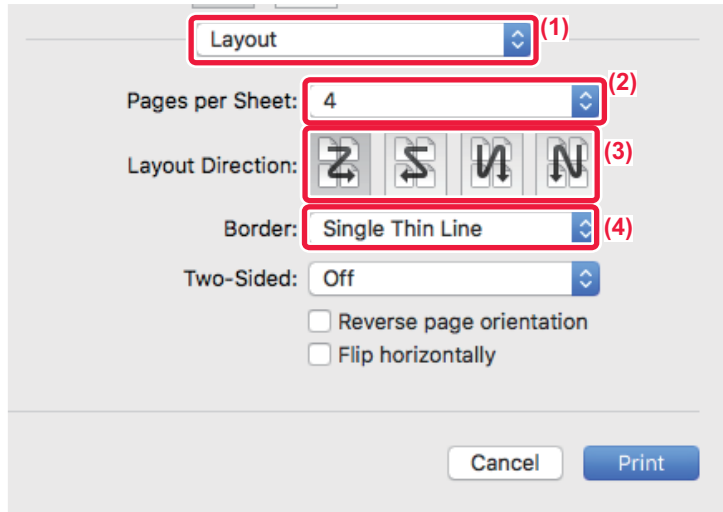 Layout (1)
Pages per Sheet: 4 (2)
Layout Direction: (3)
Border: Single Thin Line (4)
Two-Sided: Off
Reverse page orientation
Flip horizontally
Cancel Print